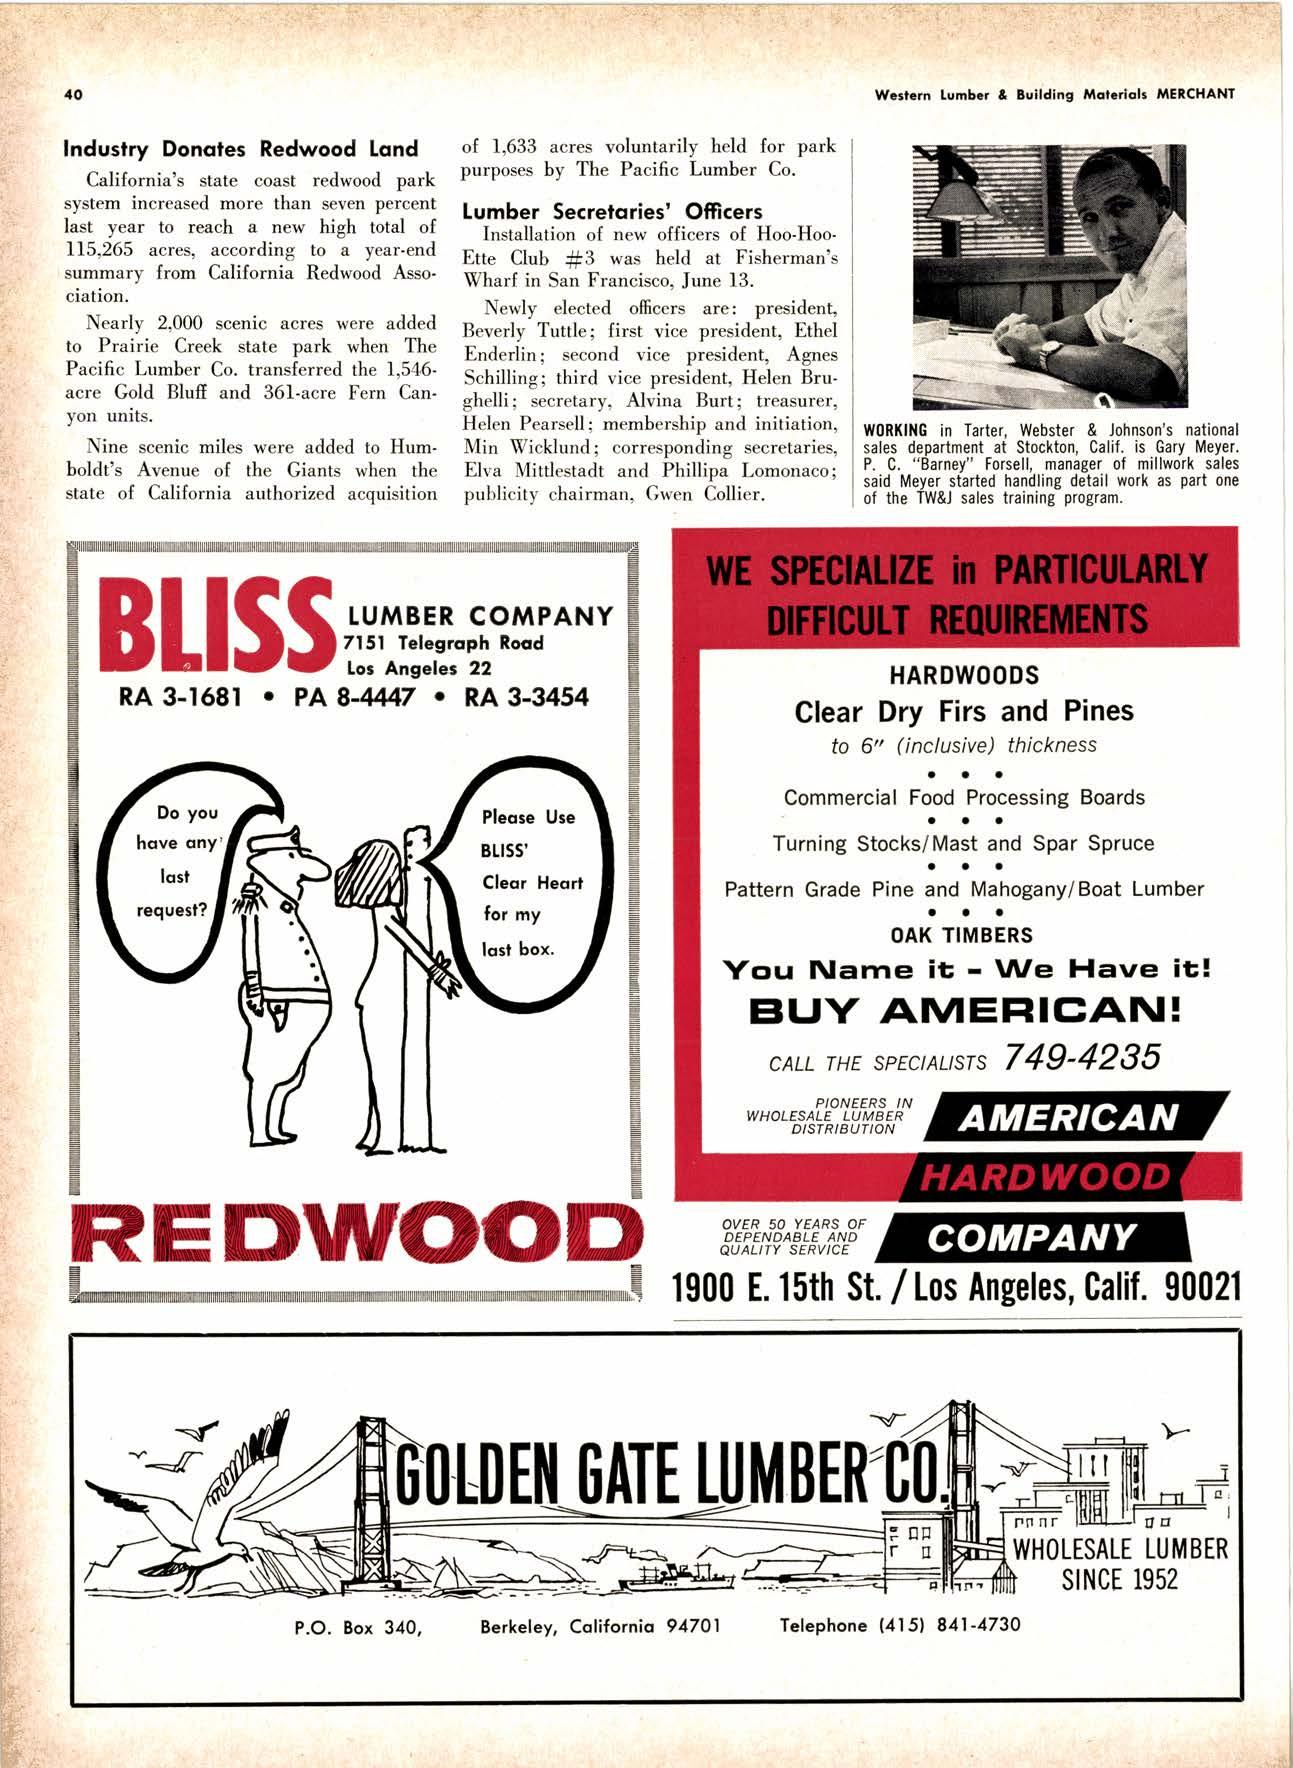 40
Western Lumber & Building Materials MERCHANT
Industry Donates Redwood Land
California's state coast redwood park
system increased more than seven percent
last year to reach a new high total of
115,265 acres, according to a year-end
summary from California Redwood Asso-
ciation.
Nearly 2,000 scenic acres were added
to Prairie Creek state park when The
Pacific Lumber Co. transferred the 1,546-
acre Gold Bluff and 361-acre Fern Can-
yon units.
Nine scenic miles were added to Hum-
boldt's Avenue of the Giants when the
state of California authorized acquisition
of 1,633 acres voluntarily held for park
purposes by The Pacific Lumber Co.
Lumber Secretaries' Officers
Installation of new officers of Hoo-Hoo-
Ette Club #3 was held at Fisherman's
Wharf in San Francisco, June 13.
Newly elected officers are: president,
Beverly Tuttle; first vice president, Ethel
Enderlin; second vice president, Agnes
Schilling; third vice president, Helen Bru-
ghelli; secretary, Alvina Burt; treasurer,
Helen Pearsell; membership and initiation,
Min Wicklund; corresponding secretaries,
Elva Mittlestadt and Phillipa Lomonaco;
publicity chairman, Gwen Collier.
WORKING in Tarter, Webster & Johnson's national
sales department at Stockton, Calif. is Gary Meyer.
P. C. "Barney" Forsell, manager of millwork sales
said Meyer started handling detail work as part one
of the TW&J sales training program.
BLISS
LUMBER COMPANY
7151 Telegraph Road
Los Angeles 22
RA 3-1681 • PA 8-4447 • RA 3-3454
Do you
have any
last
request?
Please Use
BLISS'
Clear Heart
for my
last box.
REDWOOD
WE SPECIALIZE in PARTICULARLY
DIFFICULT REQUIREMENTS
HARDWOODS
Clear Dry Firs and Pines
to 6" (inclusive) thickness
• • •
Commercial Food Processing Boards
• • •
Turning Stocks/Mast and Spar Spruce
• • •
Pattern Grade Pine and Mahogany/Boat Lumber
• • •
OAK TIMBERS
You Name it - We Have it!
BUY AMERICAN!
CALL THE SPECIALISTS 749-4235
PIONEERS IN
WHOLESALE LUMBER
DISTRIBUTION
AMERICAN
HARDWOOD
COMPANY
OVER 50 YEARS OF
DEPENDABLE AND
QUALITY SERVICE
1900 E. 15th St. / Los Angeles, Calif. 90021
GOLDEN GATE LUMBER CO.
WHOLESALE LUMBER
SINCE 1952
P.O. Box 340, Berkeley, California 94701 Telephone (415) 841-4730